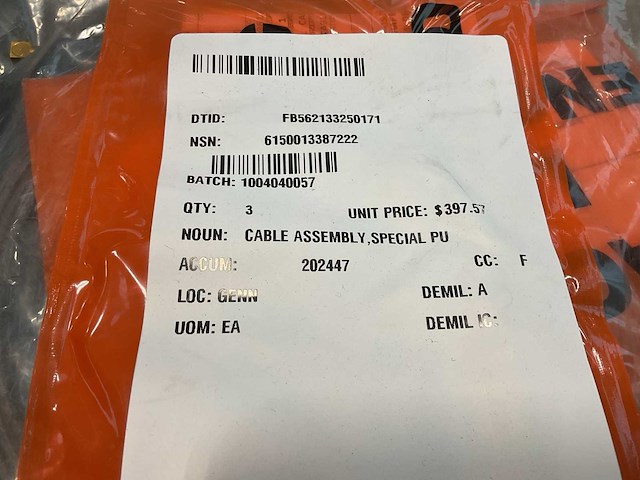 DTID: FB562133250171
NSN: 6150013387222
BATCH: 1004040057
QTY: 3 UNIT PRICE: $397.57
NOUN: CABLE ASSEMBLY,SPECIAL PU
ACCUM: 202447 CC: F
LOC: GENN DEMIL: A
UOM: EA DEMIL IC: